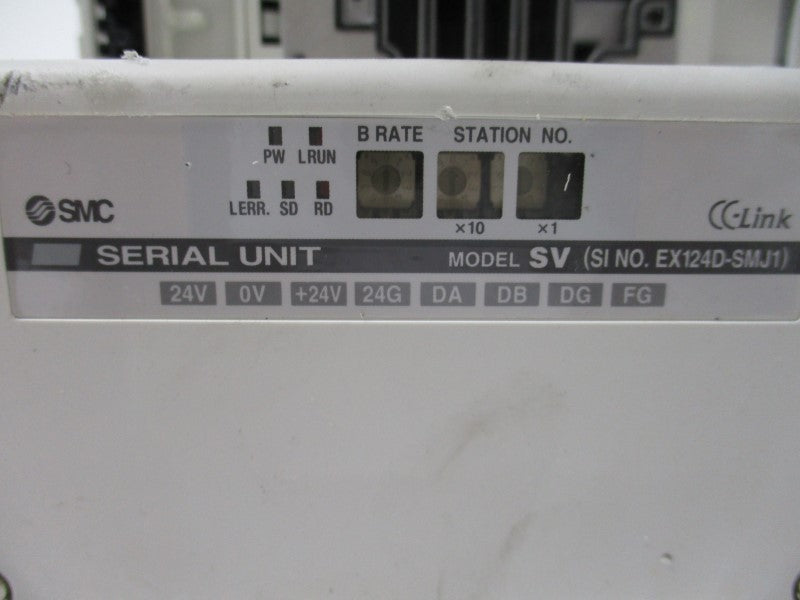 B RATE STATION NO.
PW LRUN
LERR. SD RD
×10 ×1
SMC
CC-Link
SERIAL UNIT MODEL SV (SI NO. EX124D-SMJ1)
24V 0V +24V 24G DA DB DG FG